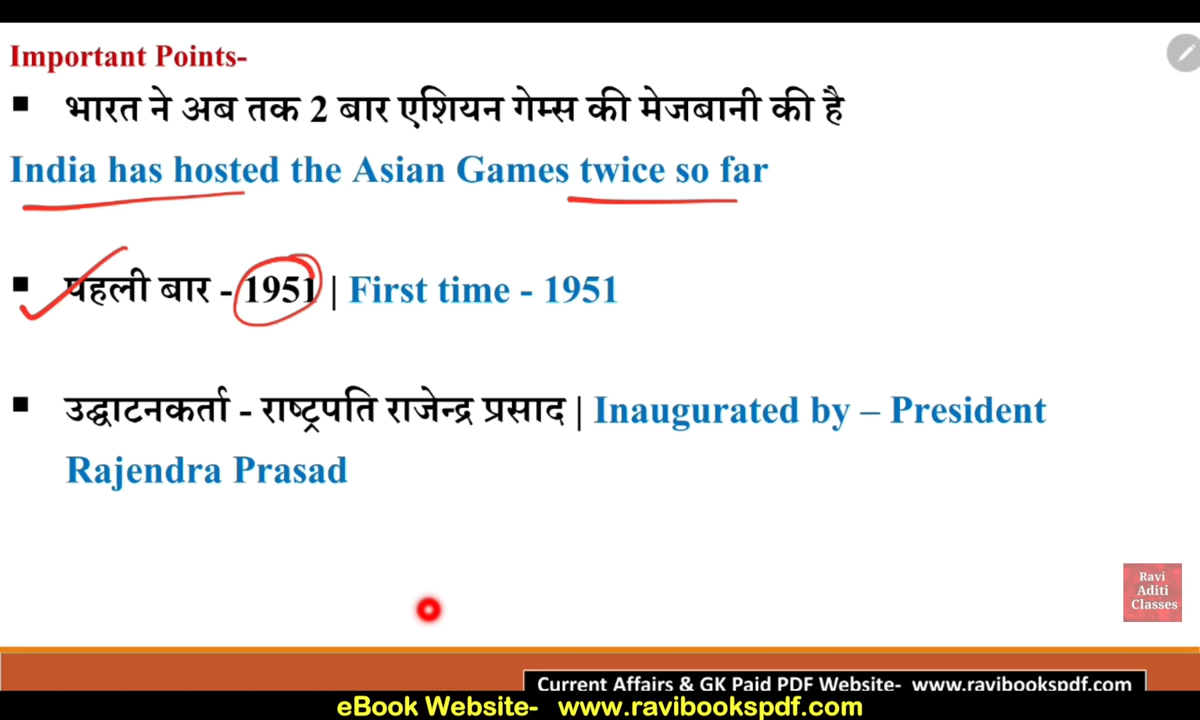 Important Points-
▪ भारत ने अब तक 2 बार एशियन गेम्स की मेजबानी की है
India has hosted the Asian Games twice so far
▪ पहली बार - 1951 | First time - 1951
▪ उद्घाटनकर्ता - राष्ट्रपति राजेन्द्र प्रसाद | Inaugurated by – President
Rajendra Prasad
Ravi
Aditi
Classes
Current Affairs & GK Paid PDF Website- www.ravibookspdf.com
eBook Website- www.ravibookspdf.com